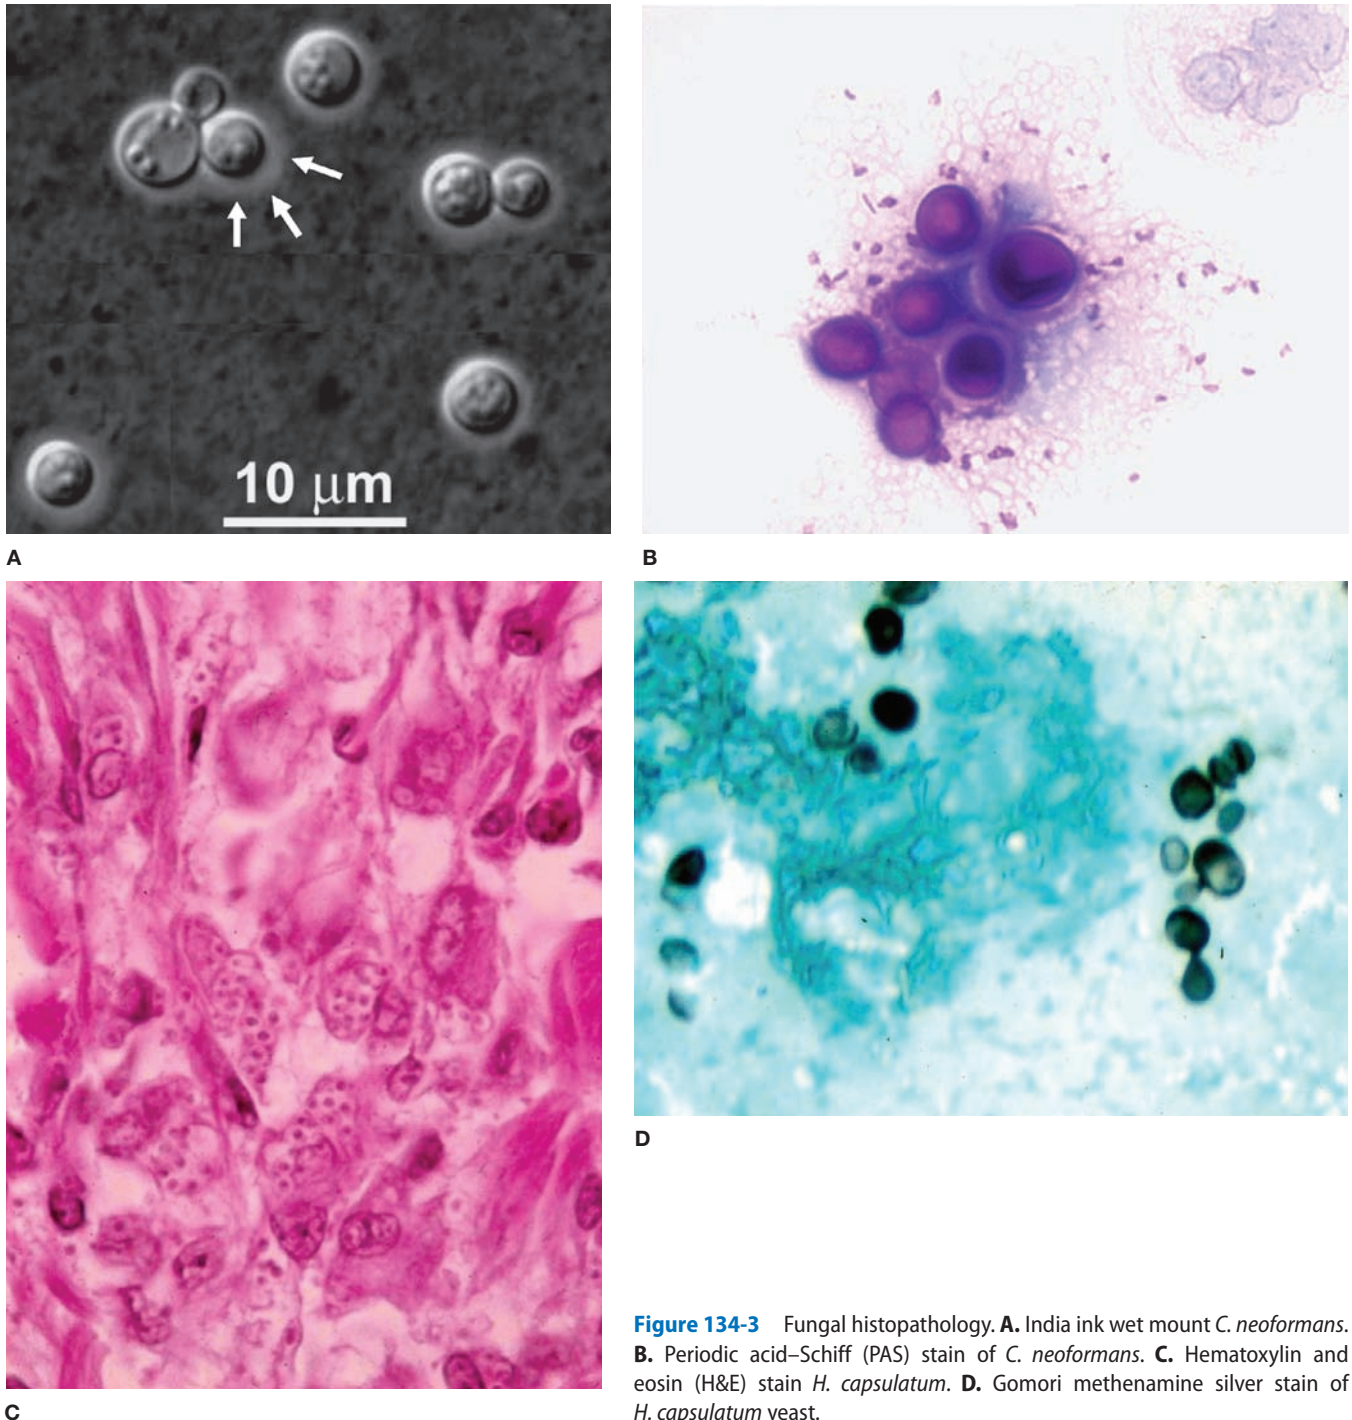 10 μm
A
B
C
D
Figure 134-3 Fungal histopathology. A. India ink wet mount C. neoformans.
B. Periodic acid–Schiff (PAS) stain of C. neoformans. C. Hematoxylin and
eosin (H&E) stain H. capsulatum. D. Gomori methenamine silver stain of
H. capsulatum yeast.